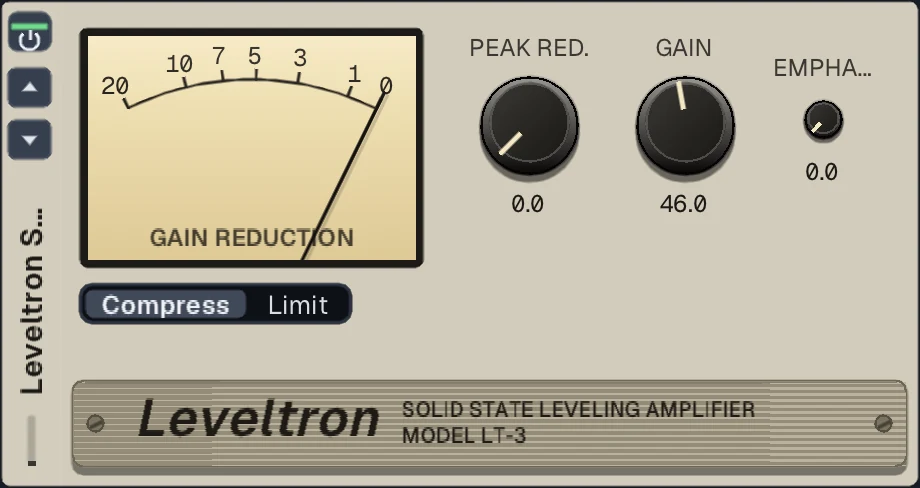 Leveltron S...
20 10 7 5 3 1 0
GAIN REDUCTION
Compress Limit
PEAK RED. GAIN EMPHA...
0.0 46.0 0.0
Leveltron
SOLID STATE LEVELING AMPLIFIER
MODEL LT-3